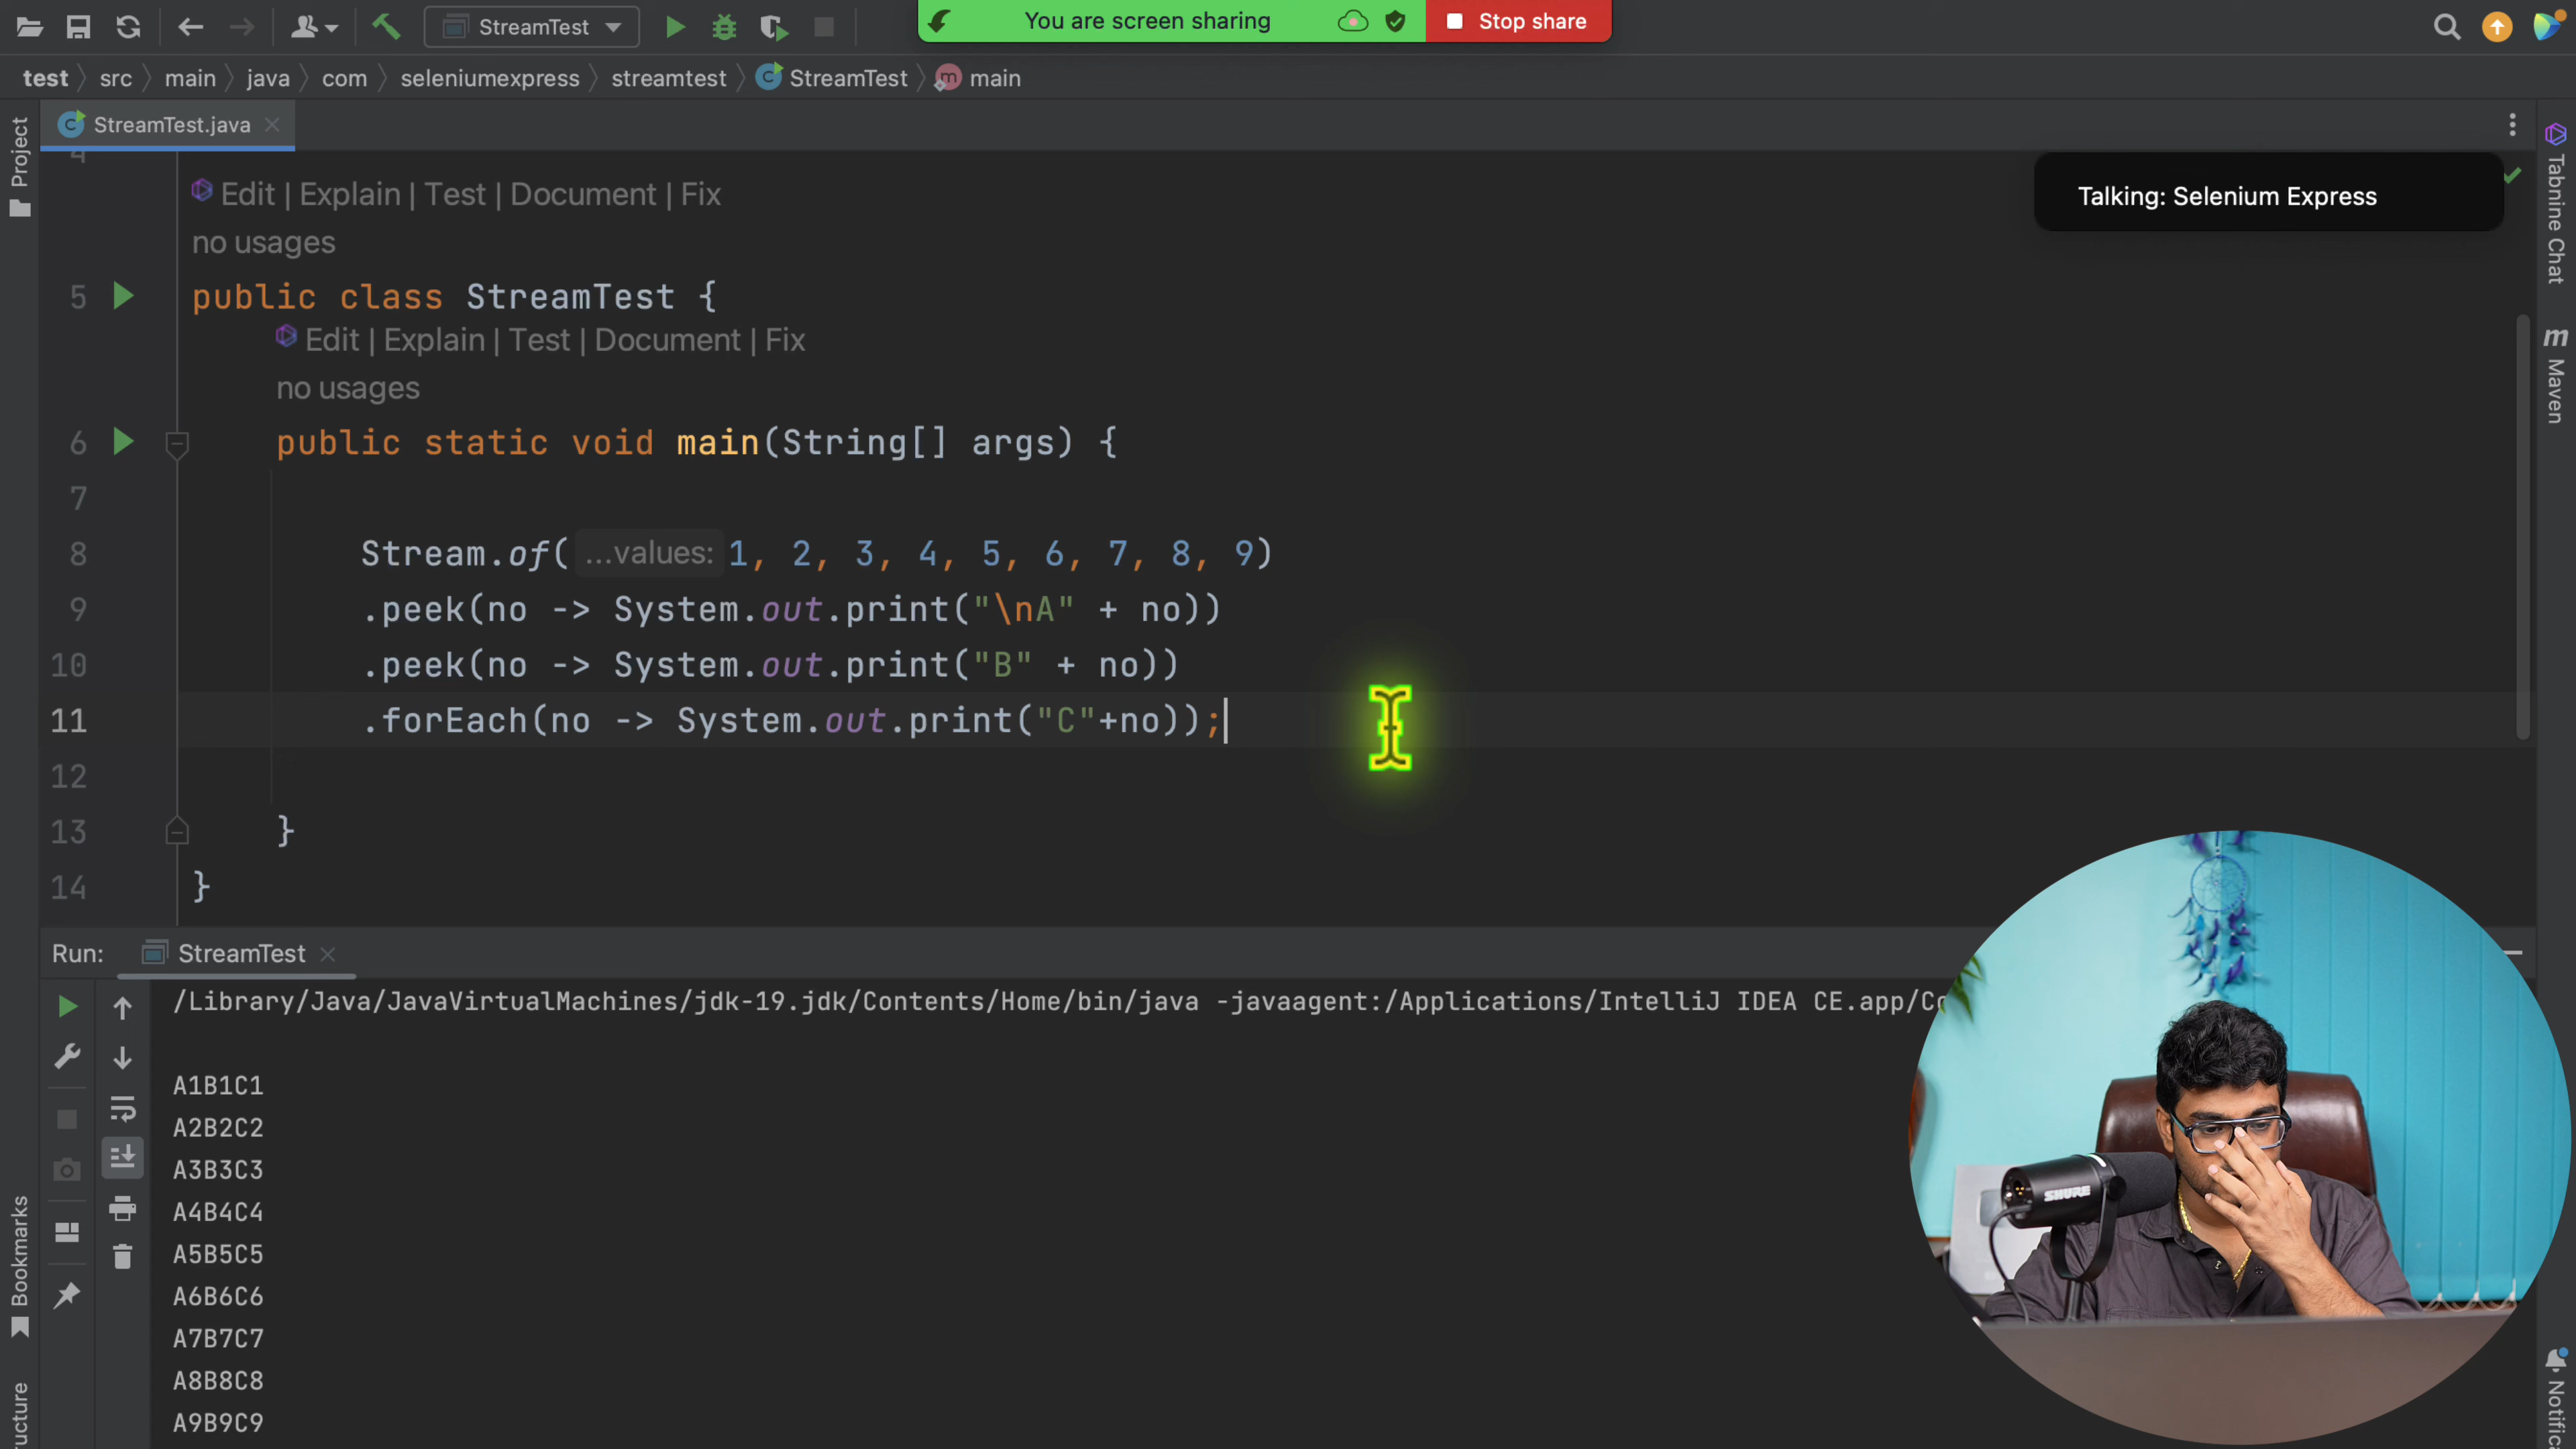 StreamTest
You are screen sharing
Stop share
test
src
main
java
com
seleniumexpress
streamtest
StreamTest
main
Project
StreamTest.java
Tabnine Chat
Maven
Talking: Selenium Express
4
Edit | Explain | Test | Document | Fix
no usages
5 public class StreamTest {
Edit | Explain | Test | Document | Fix
no usages
6 public static void main(String[] args) {
7
8 Stream.of( ...values: 1, 2, 3, 4, 5, 6, 7, 8, 9)
9 .peek(no -> System.out.print("\nA" + no))
10 .peek(no -> System.out.print("B" + no))
11 .forEach(no -> System.out.print("C"+no));
12
13 }
14 }
Run: StreamTest
/Library/Java/JavaVirtualMachines/jdk-19.jdk/Contents/Home/bin/java -javaagent:/Applications/IntelliJ IDEA CE.app/Co
A1B1C1
A2B2C2
A3B3C3
A4B4C4
A5B5C5
A6B6C6
A7B7C7
A8B8C8
A9B9C9
Bookmarks
ucture
Notific
SHURE